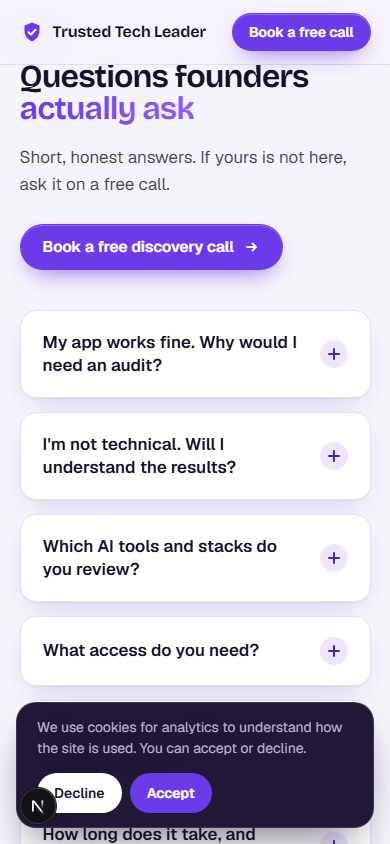 Trusted Tech Leader
Book a free call
Questions founders
actually ask
Short, honest answers. If yours is not here,
ask it on a free call.
Book a free discovery call →
My app works fine. Why would I
need an audit?
I'm not technical. Will I
understand the results?
Which AI tools and stacks do
you review?
What access do you need?
We use cookies for analytics to understand how
the site is used. You can accept or decline.
N
Decline
Accept
How long does it take, and